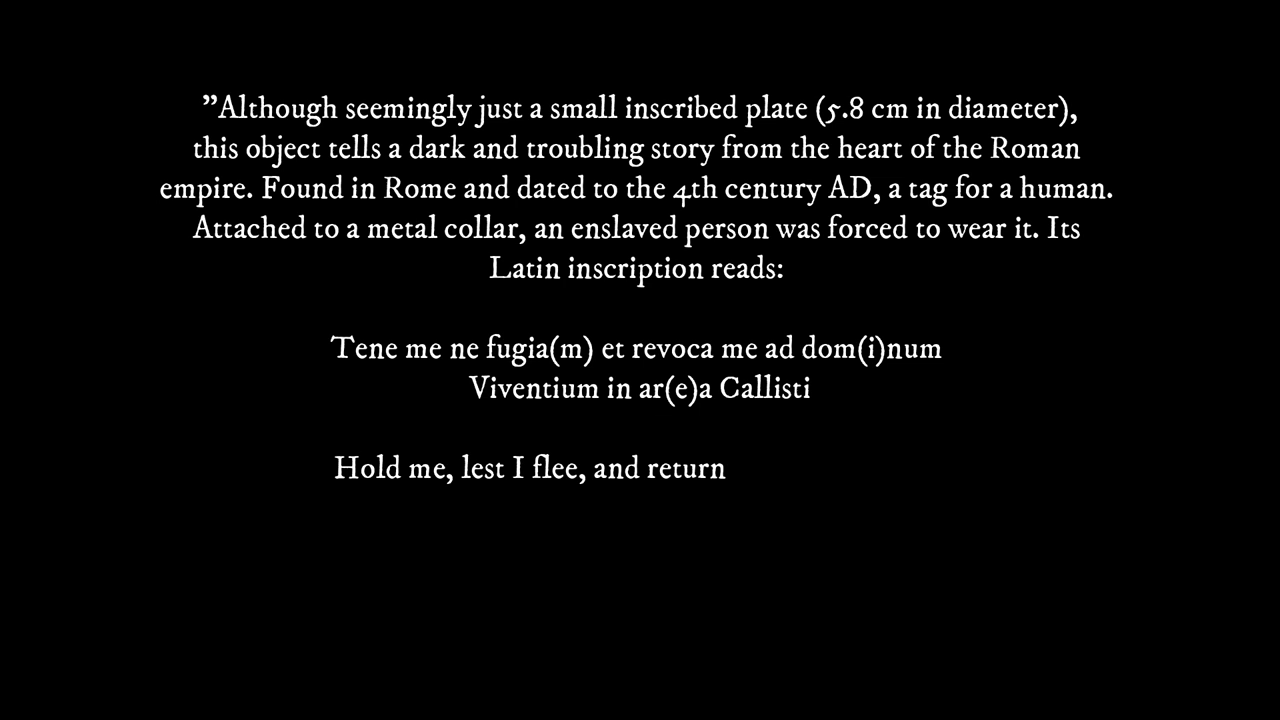 "Although seemingly just a small inscribed plate (5.8 cm in diameter),
this object tells a dark and troubling story from the heart of the Roman
empire. Found in Rome and dated to the 4th century AD, a tag for a human.
Attached to a metal collar, an enslaved person was forced to wear it. Its
Latin inscription reads:
Tene me ne fugia(m) et revoca me ad dom(i)num
Viventium in ar(e)a Callisti
Hold me, lest I flee, and return